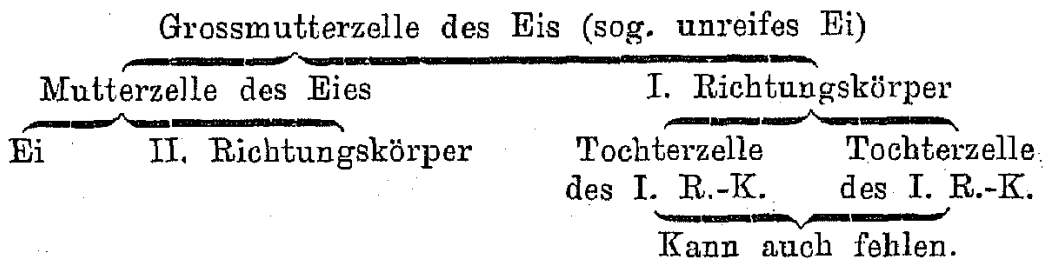 Grossmutterzelle des Eis (sog. unreifes Ei)
Mutterzelle des Eies I. Richtungskörper
Ei II. Richtungskörper Tochterzelle Tochterzelle
des I. R.-K. des I. R.-K.
Kann auch fehlen.